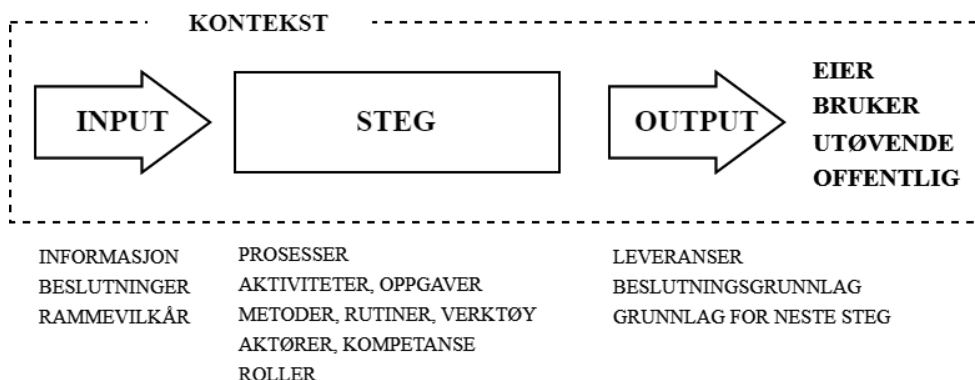 KONTEKST
INPUT
STEG
OUTPUT
EIER
BRUKER
UTØVENDE
OFFENTLIG
INFORMASJON
BESLUTNINGER
RAMMEVILKÅR
PROSESSER
AKTIVITETER, OPPGAVER
METODER, RUTINER, VERKTØY
AKTØRER, KOMPETANSE
ROLLER
LEVERANSER
BESLUTNINGSGRUNNLAG
GRUNNLAG FOR NESTE STEG